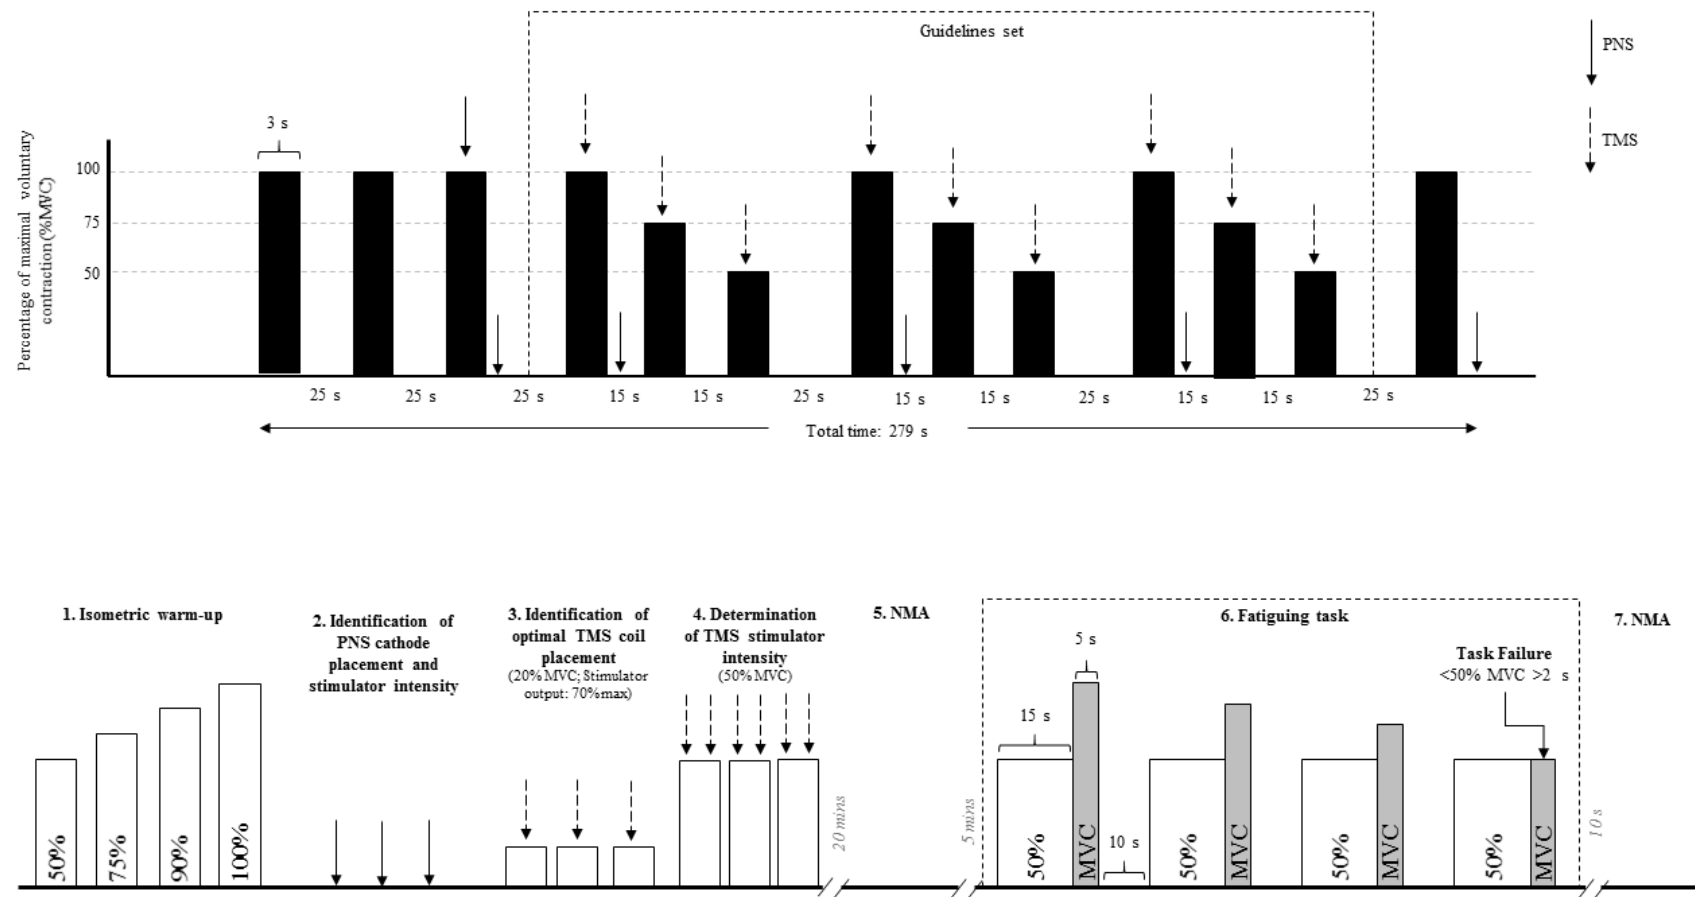 Guidelines set
PNS
TMS
3 s
Percentage of maximal voluntary
contraction (%MVC)
100
75
50
25 s
25 s
25 s
15 s
15 s
25 s
15 s
15 s
25 s
15 s
15 s
25 s
Total time: 279 s
1. Isometric warm-up
50%
75%
90%
100%
2. Identification of
PNS cathode
placement and
stimulator intensity
3. Identification of
optimal TMS coil
placement
(20% MVC; Stimulator
output: 70% max)
4. Determination
of TMS stimulator
intensity
(50% MVC)
20 mins
5. NMA
5 mins
6. Fatiguing task
5 s
15 s
10 s
Task Failure
<50% MVC >2 s
50%
MVC
50%
MVC
50%
MVC
50%
MVC
10 s
7. NMA